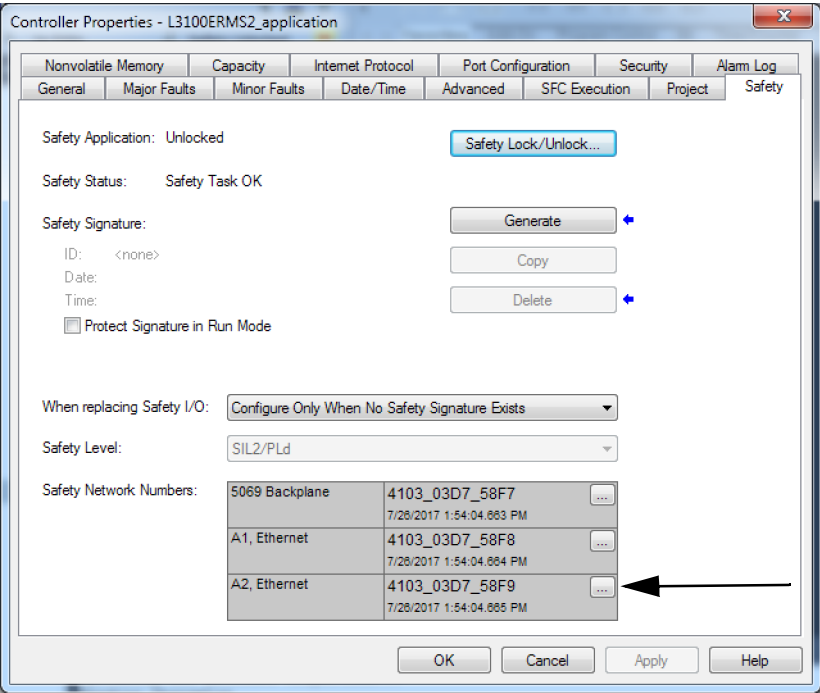 Controller Properties - L3100ERMS2_application
Nonvolatile Memory Capacity Internet Protocol Port Configuration Security Alarm Log
General Major Faults Minor Faults Date/Time Advanced SFC Execution Project Safety
Safety Application: Unlocked
Safety Lock/Unlock...
Safety Status: Safety Task OK
Safety Signature:
Generate
ID: <none>
Copy
Date:
Time:
Delete
Protect Signature in Run Mode
When replacing Safety I/O: Configure Only When No Safety Signature Exists
Safety Level: SIL2/PLd
Safety Network Numbers: 5069 Backplane 4103_03D7_58F7 ...
7/26/2017 1:54:04.663 PM
A1, Ethernet 4103_03D7_58F8 ...
7/26/2017 1:54:04.664 PM
A2, Ethernet 4103_03D7_58F9 ...
7/26/2017 1:54:04.665 PM
OK Cancel Apply Help